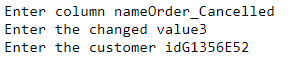 Enter column nameOrder_Cancelled
Enter the changed value3
Enter the customer idG1356E52